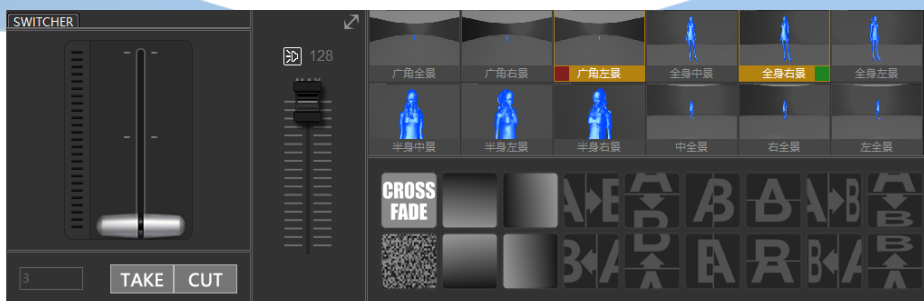 SWITCHER
128
广角全景 广角右景 广角左景 全身中景 全身右景 全身左景
半身中景 半身左景 半身右景 中全景 右全景 左全景
CROSS
FADE
A B A D A B A B A B A B
B A D A B A A B A B A
3 TAKE CUT